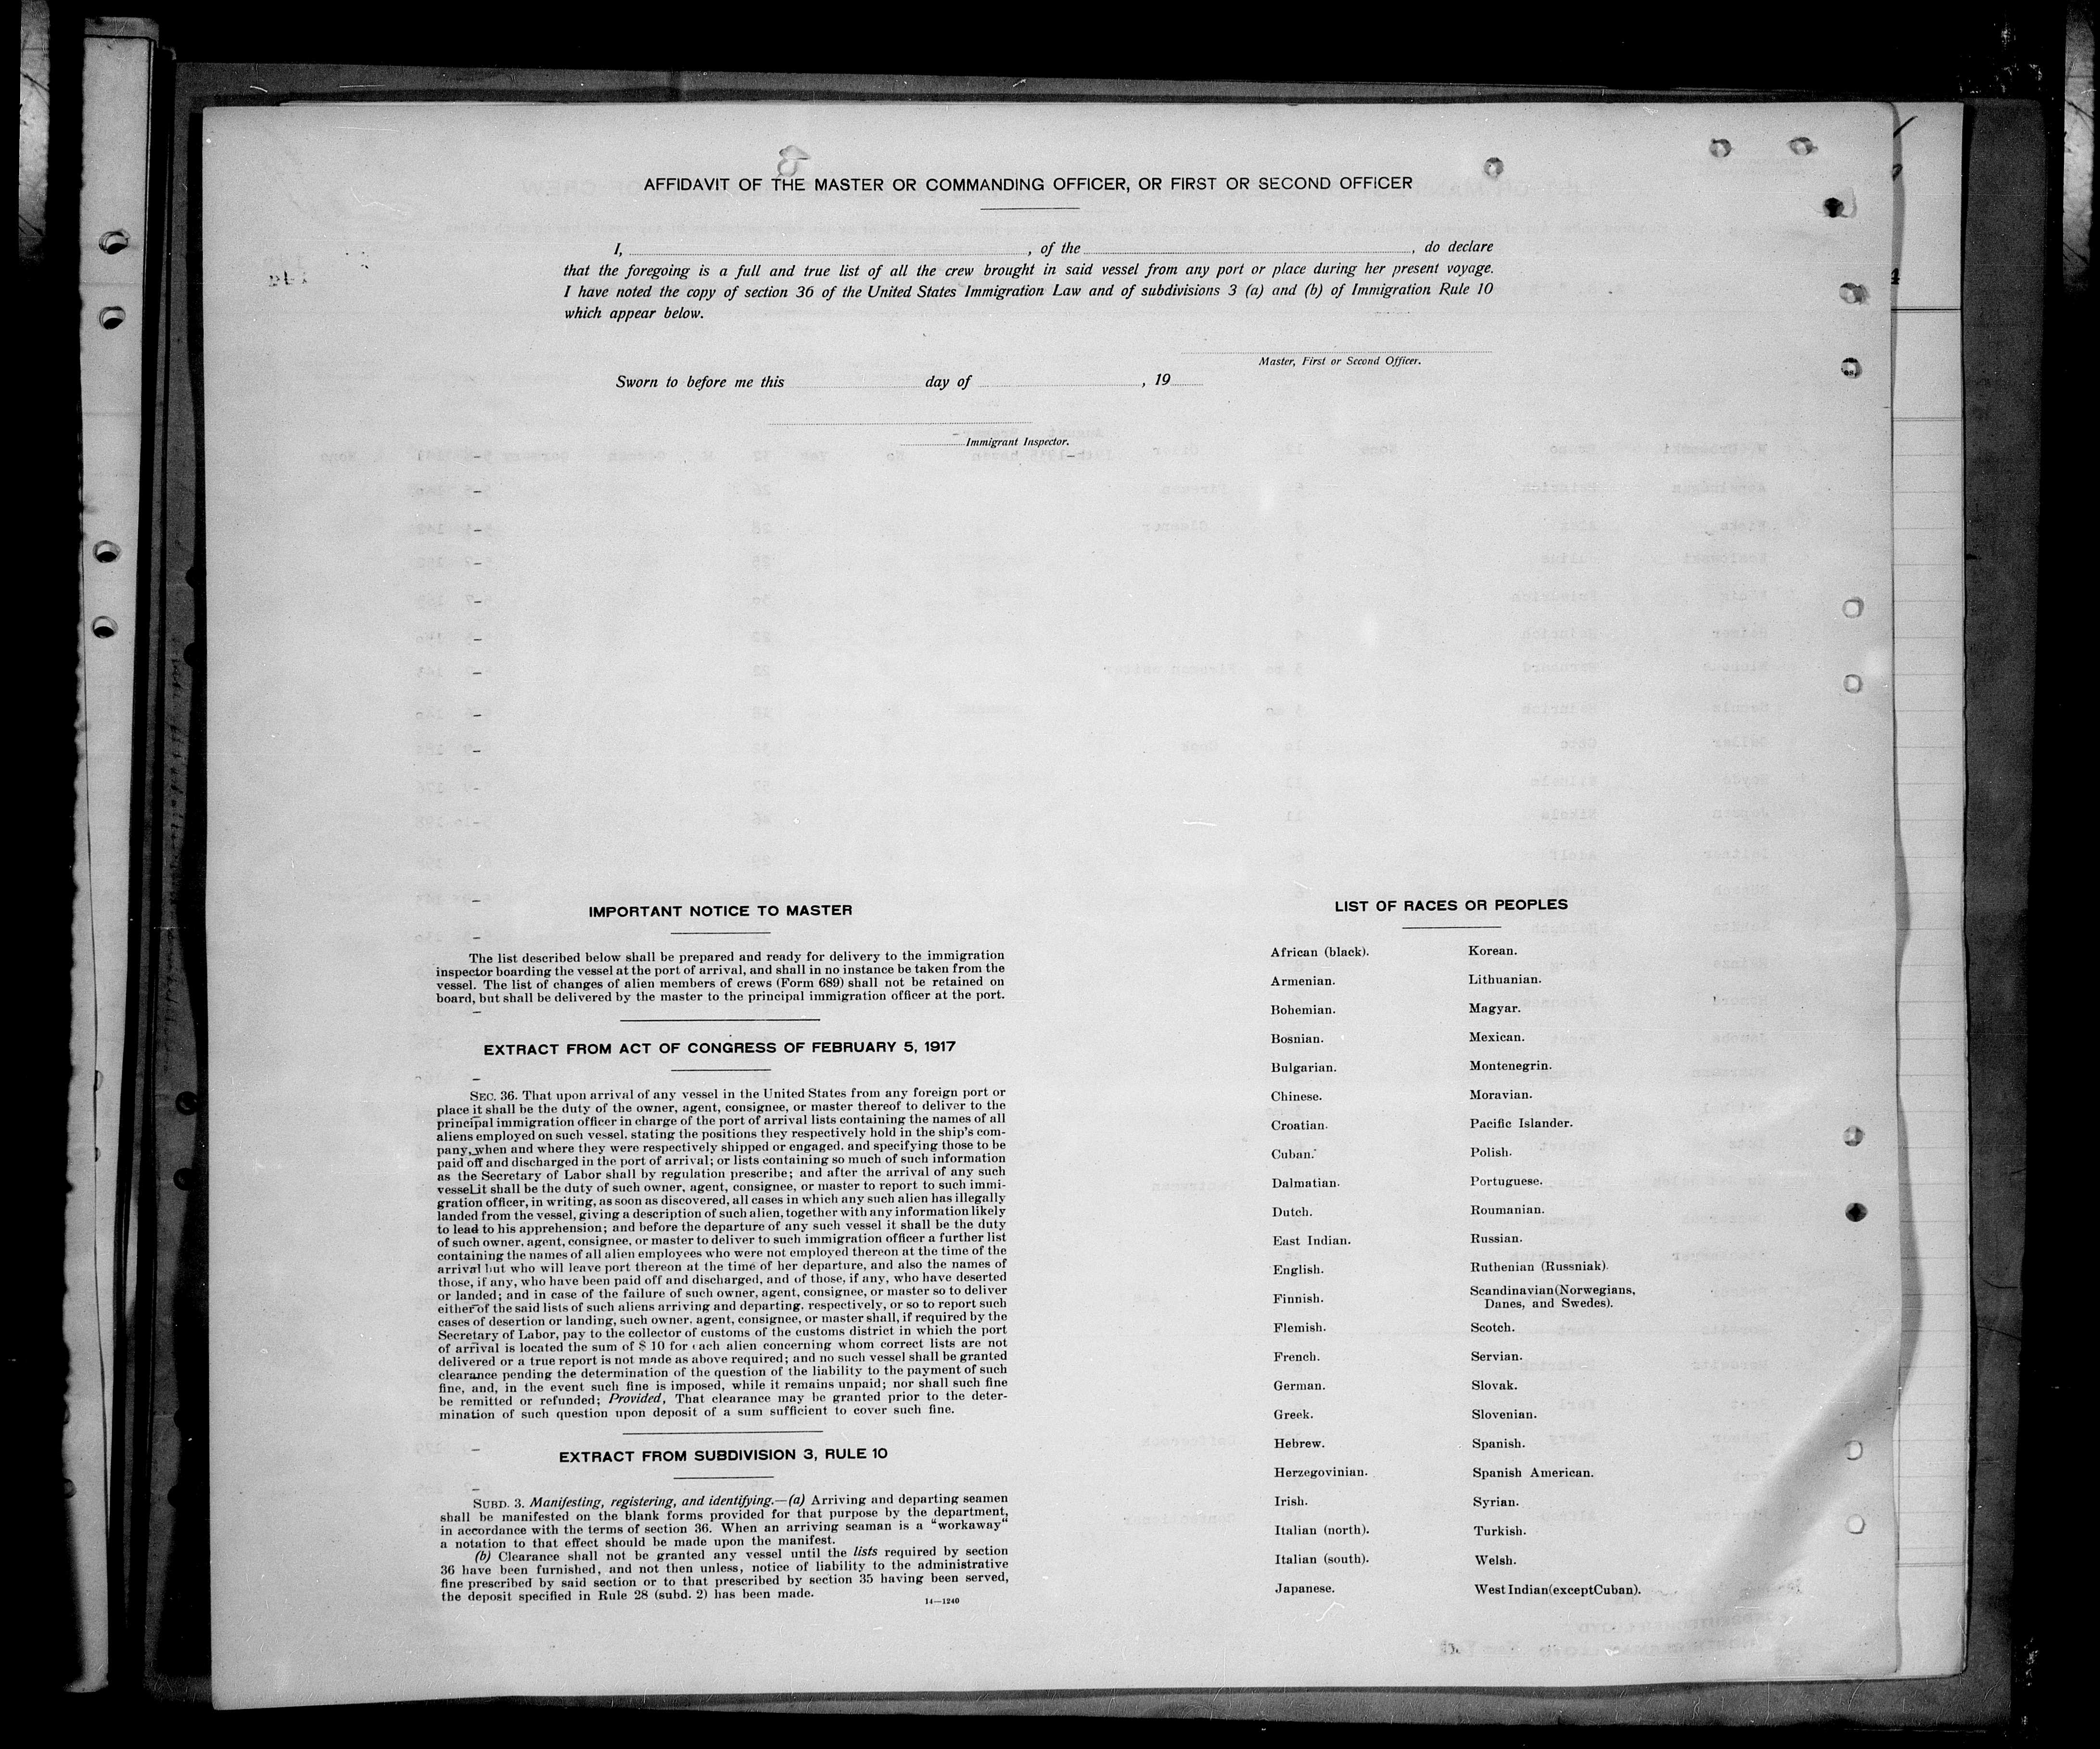 AFFIDAVIT OF THE MASTER OR COMMANDING OFFICER, OR FIRST OR SECOND OFFICER
I, , of the , do declare
that the foregoing is a full and true list of all the crew brought in said vessel from any port or place during her present voyage.
I have noted the copy of section 36 of the United States Immigration Law and of subdivisions 3 (a) and (b) of Immigration Rule 10
which appear below.
Master, First or Second Officer.
Sworn to before me this day of , 19
Immigrant Inspector.
IMPORTANT NOTICE TO MASTER
The list described below shall be prepared and ready for delivery to the immigration
inspector boarding the vessel at the port of arrival, and shall in no instance be taken from the
vessel. The list of changes of alien members of crews (Form 689) shall not be retained on
board, but shall be delivered by the master to the principal immigration officer at the port.
EXTRACT FROM ACT OF CONGRESS OF FEBRUARY 5, 1917
SEC. 36. That upon arrival of any vessel in the United States from any foreign port or
place it shall be the duty of the owner, agent, consignee, or master thereof to deliver to the
principal immigration officer in charge of the port of arrival lists containing the names of all
aliens employed on such vessel, stating the positions they respectively hold in the ship's com-
pany, when and where they were respectively shipped or engaged, and specifying those to be
paid off and discharged in the port of arrival; or lists containing so much of such information
as the Secretary of Labor shall by regulation prescribe; and after the arrival of any such
vessel it shall be the duty of such owner, agent, consignee, or master to report to such immi-
gration officer, in writing, as soon as discovered, all cases in which any such alien has illegally
landed from the vessel, giving a description of such alien, together with any information likely
to lead to his apprehension; and before the departure of any such vessel it shall be the duty
of such owner, agent, consignee, or master to deliver to such immigration officer a further list
containing the names of all alien employees who were not employed thereon at the time of the
arrival but who will leave port thereon at the time of her departure, and also the names of
those, if any, who have been paid off and discharged, and of those, if any, who have deserted
or landed; and in case of the failure of such owner, agent, consignee, or master so to deliver
either of the said lists of such aliens arriving and departing, respectively, or so to report such
cases of desertion or landing, such owner, agent, consignee, or master shall, if required by the
Secretary of Labor, pay to the collector of customs of the customs district in which the port
of arrival is located the sum of $ 10 for each alien concerning whom correct lists are not
delivered or a true report is not made as above required; and no such vessel shall be granted
clearance pending the determination of the question of the liability to the payment of such
fine, and, in the event such fine is imposed, while it remains unpaid; nor shall such fine
be remitted or refunded; Provided, That clearance may be granted prior to the deter-
mination of such question upon deposit of a sum sufficient to cover such fine.
EXTRACT FROM SUBDIVISION 3, RULE 10
SUBD. 3. Manifesting, registering, and identifying.—(a) Arriving and departing seamen
shall be manifested on the blank forms provided for that purpose by the department,
in accordance with the terms of section 36. When an arriving seaman is a "workaway"
a notation to that effect should be made upon the manifest.
(b) Clearance shall not be granted any vessel until the lists required by section
36 have been furnished, and not then unless, notice of liability to the administrative
fine prescribed by said section or to that prescribed by section 35 having been served,
the deposit specified in Rule 28 (subd. 2) has been made.
14—1240
LIST OF RACES OR PEOPLES
African (black).
Armenian.
Bohemian.
Bosnian.
Bulgarian.
Chinese.
Croatian.
Cuban.
Dalmatian.
Dutch.
East Indian.
English.
Finnish.
Flemish.
French.
German.
Greek.
Hebrew.
Herzegovinian.
Irish.
Italian (north).
Italian (south).
Japanese.
Korean.
Lithuanian.
Magyar.
Mexican.
Montenegrin.
Moravian.
Pacific Islander.
Polish.
Portuguese.
Roumanian.
Russian.
Ruthenian (Russniak).
Scandinavian (Norwegians,
Danes, and Swedes).
Scotch.
Servian.
Slovak.
Slovenian.
Spanish.
Spanish American.
Syrian.
Turkish.
Welsh.
West Indian (except Cuban).